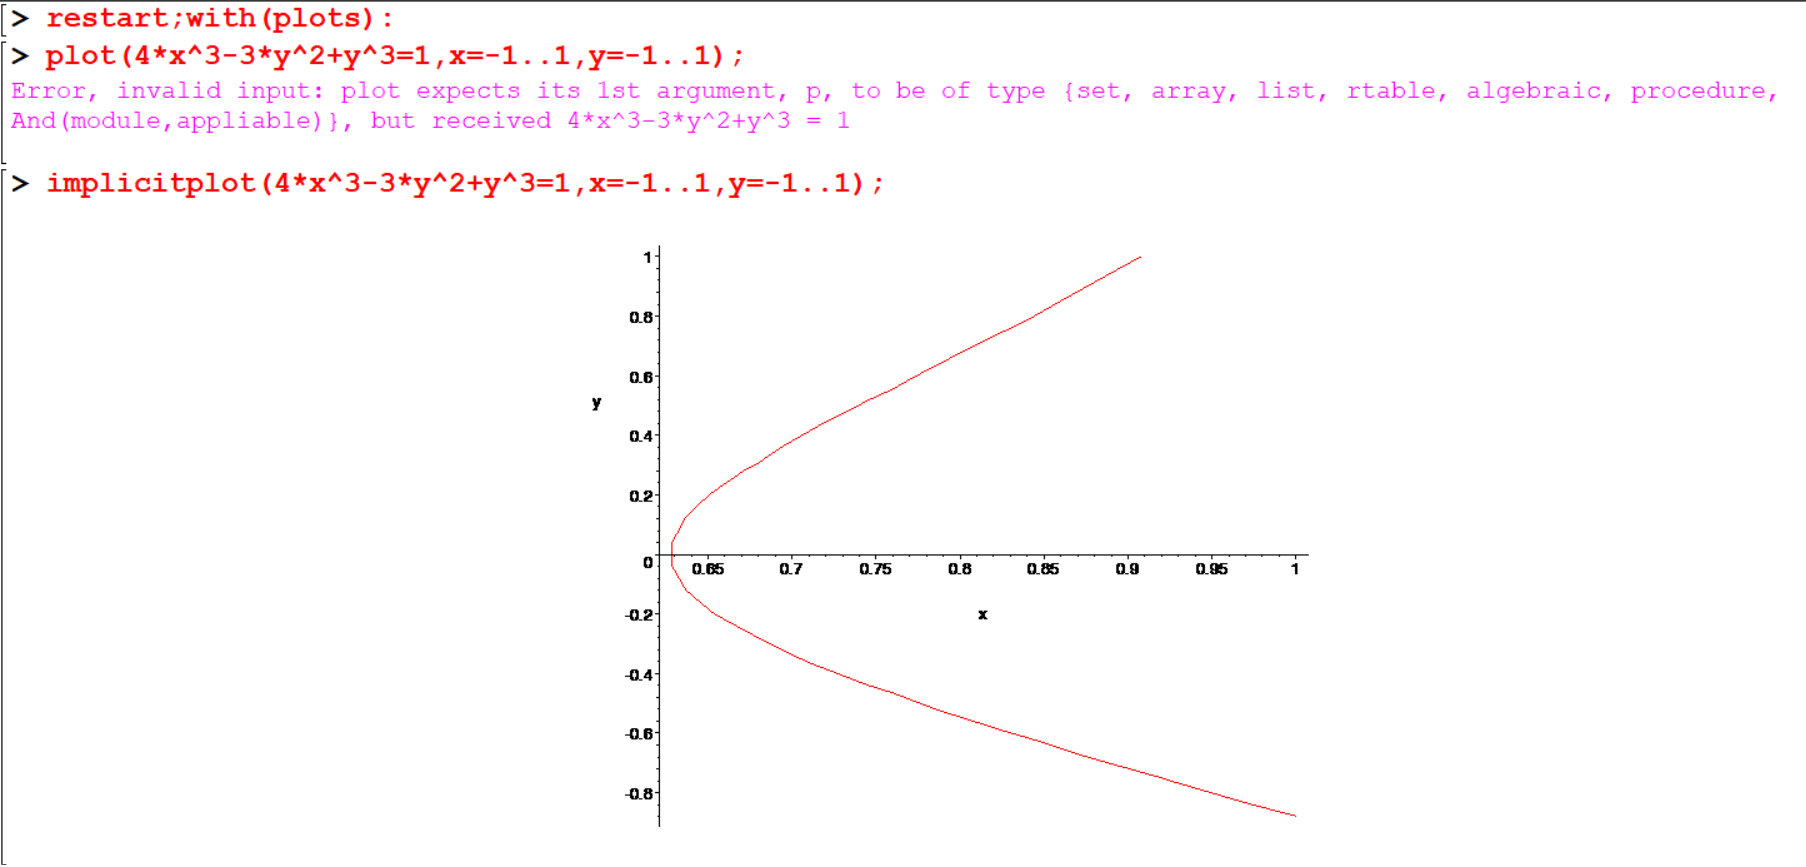 > restart;with(plots):
> plot(4*x^3-3*y^2+y^3=1,x=-1..1,y=-1..1);
Error, invalid input: plot expects its 1st argument, p, to be of type {set, array, list, rtable, algebraic, procedure,
And(module,appliable)}, but received 4*x^3-3*y^2+y^3 = 1
> implicitplot(4*x^3-3*y^2+y^3=1,x=-1..1,y=-1..1);
1
0.8
0.6
y
0.4
0.2
0
0.65 0.7 0.75 0.8 0.85 0.9 0.95 1
-0.2
x
-0.4
-0.6
-0.8